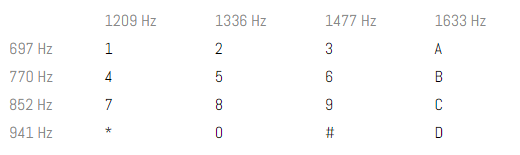 1209 Hz 1336 Hz 1477 Hz 1633 Hz
697 Hz 1 2 3 A
770 Hz 4 5 6 B
852 Hz 7 8 9 C
941 Hz * 0 # D